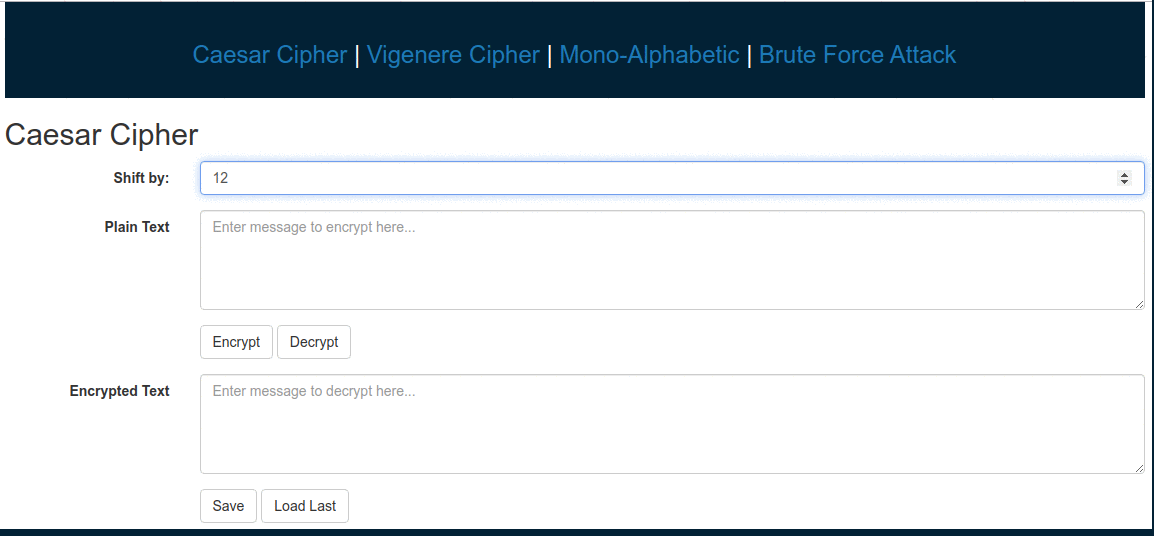 Caesar Cipher | Vigenere Cipher | Mono-Alphabetic | Brute Force Attack
Caesar Cipher
Shift by: 12
Plain Text Enter message to encrypt here...
Encrypt Decrypt
Encrypted Text Enter message to decrypt here...
Save Load Last